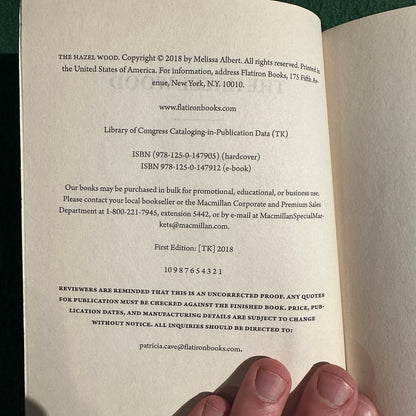 THE HAZEL WOOD. Copyright © 2018 by Melissa Albert. All rights reserved. Printed in
the United States of America. For information, address Flatiron Books, 175 Fifth Av-
enue, New York, N.Y. 10010.
www.flatironbooks.com
Library of Congress Cataloging-in-Publication Data (TK)
ISBN (978-125-0-147905) (hardcover)
ISBN 978-125-0-147912 (e-book)
Our books may be purchased in bulk for promotional, educational, or business use.
Please contact your local bookseller or the Macmillan Corporate and Premium Sales
Department at 1-800-221-7945, extension 5442, or by e-mail at MacmillanSpecialMar-
kets@macmillan.com.
First Edition: [TK] 2018
10 9 8 7 6 5 4 3 2 1
REVIEWERS ARE REMINDED THAT THIS IS AN UNCORRECTED PROOF. ANY QUOTES
FOR PUBLICATION MUST BE CHECKED AGAINST THE FINISHED BOOK. PRICE, PUB-
LICATION DATES, AND MANUFACTURING DETAILS ARE SUBJECT TO CHANGE
WITHOUT NOTICE. ALL INQUIRIES SHOULD BE DIRECTED TO:
patricia.cave@flatironbooks.com.